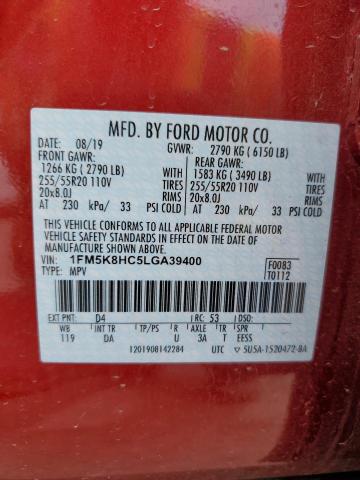 MFD. BY FORD MOTOR CO.
DATE: 08/19 GVWR: 2790 KG (6150 LB)
FRONT GAWR: REAR GAWR:
1266 KG (2790 LB) 1583 KG (3490 LB)
255/55R20 110V TIRES 255/55R20 110V TIRES
20x8.0J RIMS 20x8.0J RIMS
AT 230 kPa/ 33 PSI COLD AT 230 kPa/ 33 PSI COLD
THIS VEHICLE CONFORMS TO ALL APPLICABLE FEDERAL MOTOR
VEHICLE SAFETY AND THEFT PREVENTION STANDARDS IN EFFECT ON THE DATE OF
MANUFACTURE SHOWN ABOVE.
VIN: 1FM5K8HC5LGA39400 F0083
TYPE: MPV T0112
EXT PNT: D4 RC: 53 DSO:
WB BRK INT TR TP/PS R AXLE TR SPR
119 DA U 3A T EESS
1201908142284 UTC 5U5A-1520472-BA